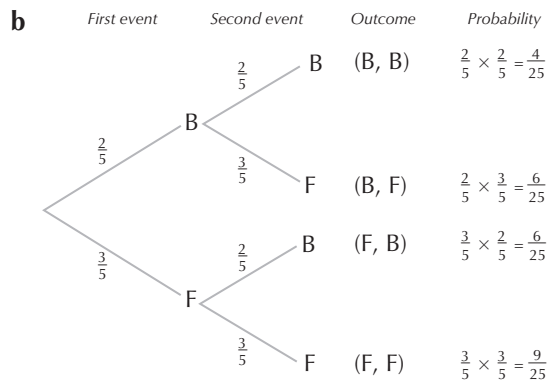 b First event Second event Outcome Probability
2/5 B (B, B) 2/5 × 2/5 = 4/25
B
2/5
3/5 F (B, F) 2/5 × 3/5 = 6/25
2/5 B (F, B) 3/5 × 2/5 = 6/25
3/5
F
3/5 F (F, F) 3/5 × 3/5 = 9/25